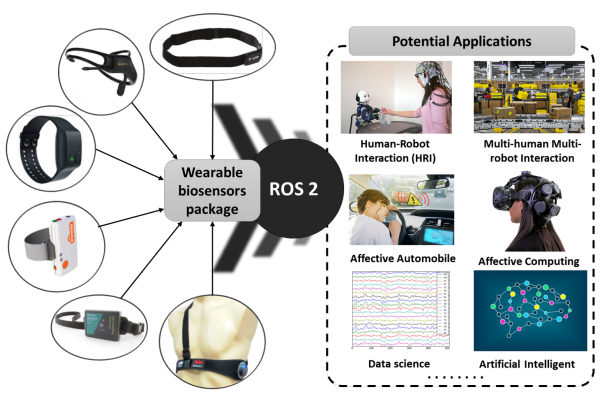 Potential Applications
Wearable
biosensors
package
ROS 2
Human-Robot
Interaction (HRI)
Multi-human Multi-
robot Interaction
Affective Automobile
Affective Computing
Data science
Artificial Intelligent
. . . . . . . .